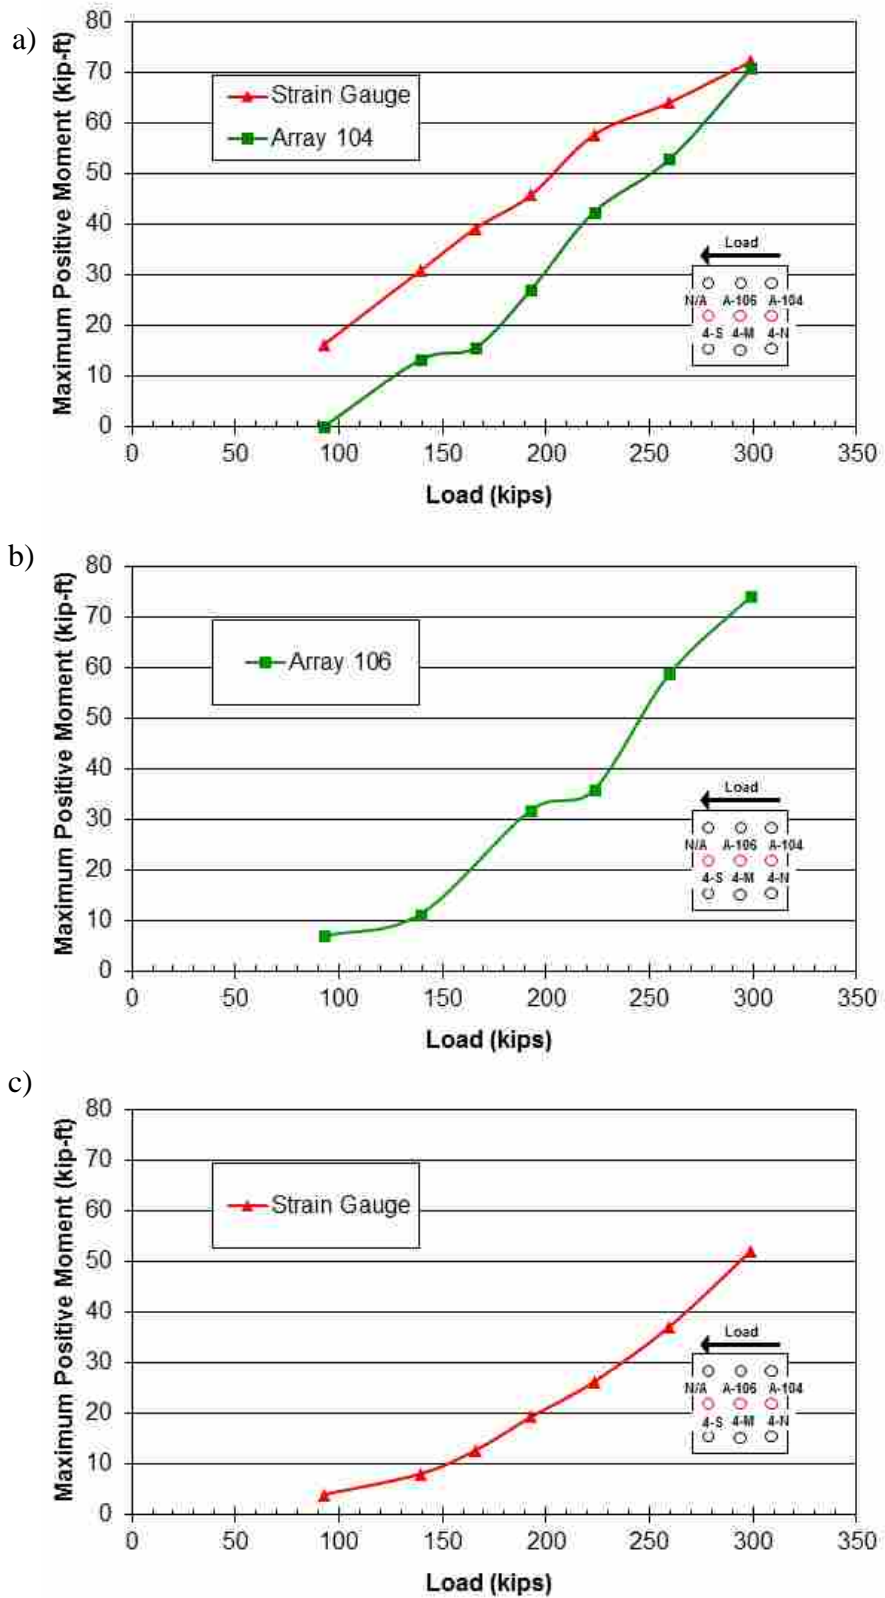 a)
Maximum Positive Moment (kip-ft)
80
70
60
50
40
30
20
10
0
Strain Gauge
Array 104
Load
N/A A-106 A-104
4-S 4-M 4-N
0 50 100 150 200 250 300 350
Load (kips)
b)
Maximum Positive Moment (kip-ft)
80
70
60
50
40
30
20
10
0
Array 106
Load
N/A A-106 A-104
4-S 4-M 4-N
0 50 100 150 200 250 300 350
Load (kips)
c)
Maximum Positive Moment (kip-ft)
80
70
60
50
40
30
20
10
0
Strain Gauge
Load
N/A A-106 A-104
4-S 4-M 4-N
0 50 100 150 200 250 300 350
Load (kips)